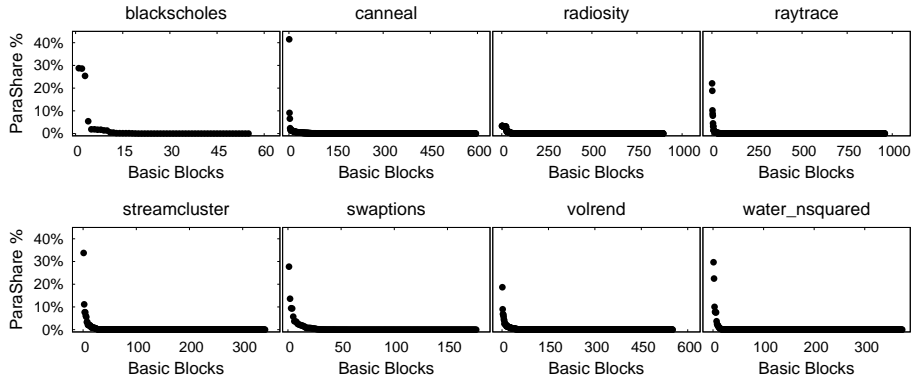 blackscholes canneal radiosity raytrace
ParaShare %
40%
30%
20%
10%
0%
0 15 30 45 60 0 150 300 450 600 0 250 500 750 1000 0 250 500 750 1000
Basic Blocks Basic Blocks Basic Blocks Basic Blocks
streamcluster swaptions volrend water_nsquared
ParaShare %
40%
30%
20%
10%
0%
0 100 200 300 0 50 100 150 0 150 300 450 600 0 100 200 300
Basic Blocks Basic Blocks Basic Blocks Basic Blocks